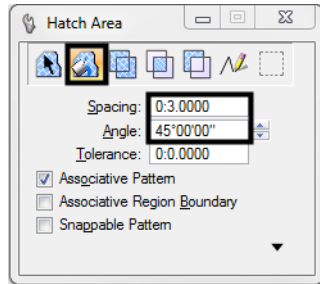 Hatch Area
Spacing: 0:3.0000
Angle: 45°00'00"
Tolerance: 0:0.0000
Associative Pattern
Associative Region Boundary
Snappable Pattern